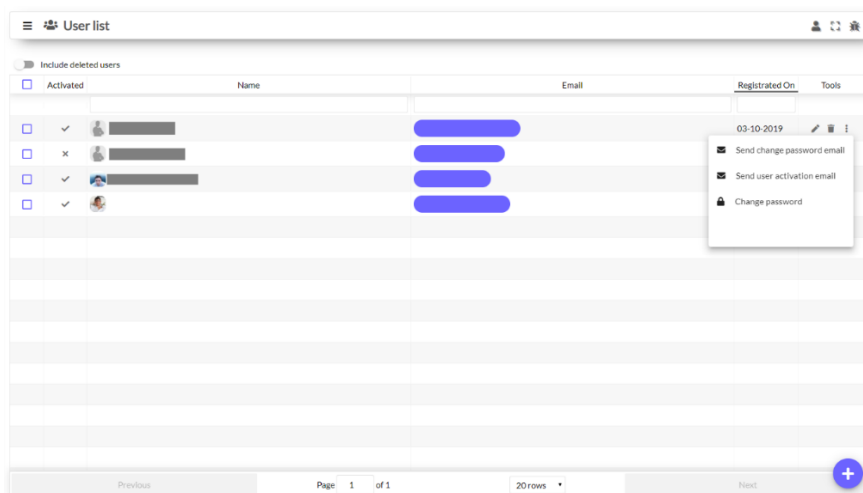 User list
Include deleted users
Activated Name Email Registrated On Tools
03-10-2019
Send change password email
Send user activation email
Change password
Previous Page 1 of 1 20 rows Next